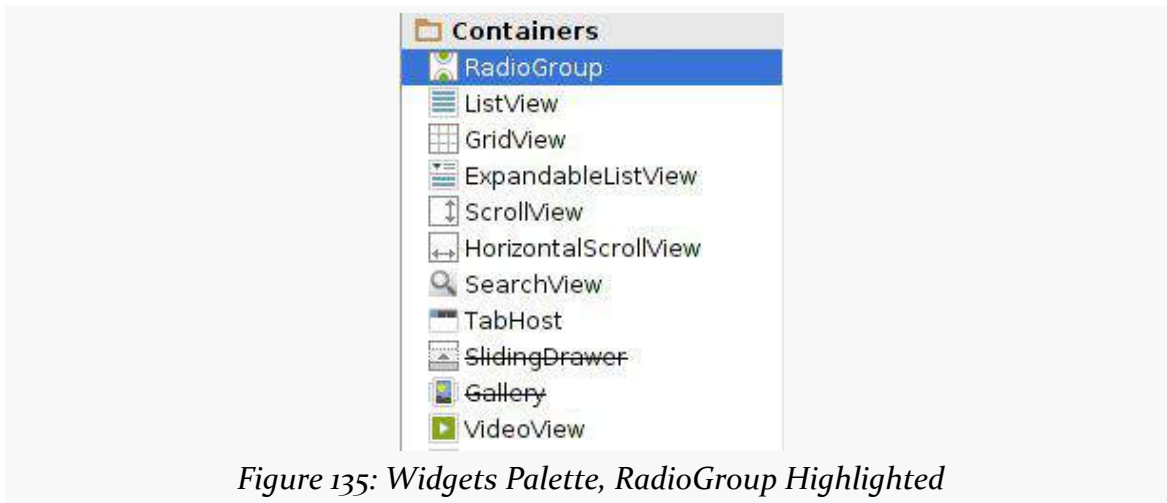 Containers
RadioGroup
ListView
GridView
ExpandableListView
ScrollView
HorizontalScrollView
SearchView
TabHost
SlidingDrawer
Gallery
VideoView
Figure 135: Widgets Palette, RadioGroup Highlighted